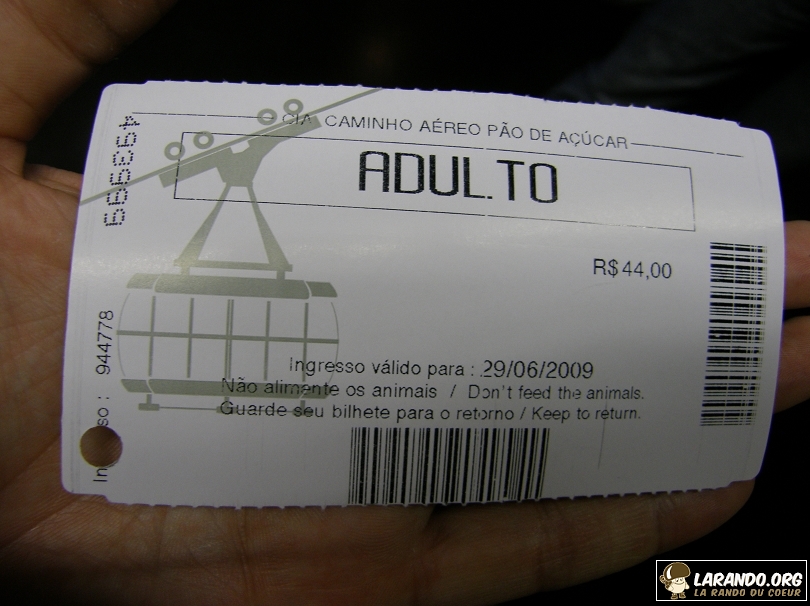 CIA. CAMINHO AÉREO PÃO DE AÇÚCAR
ADULTO
R$44,00
Ingresso válido para : 29/06/2009
Não alimente os animais / Don't feed the animals.
Guarde seu bilhete para o retorno / Keep to return.
944778
LARANDO.ORG
LA RANDO DU COEUR